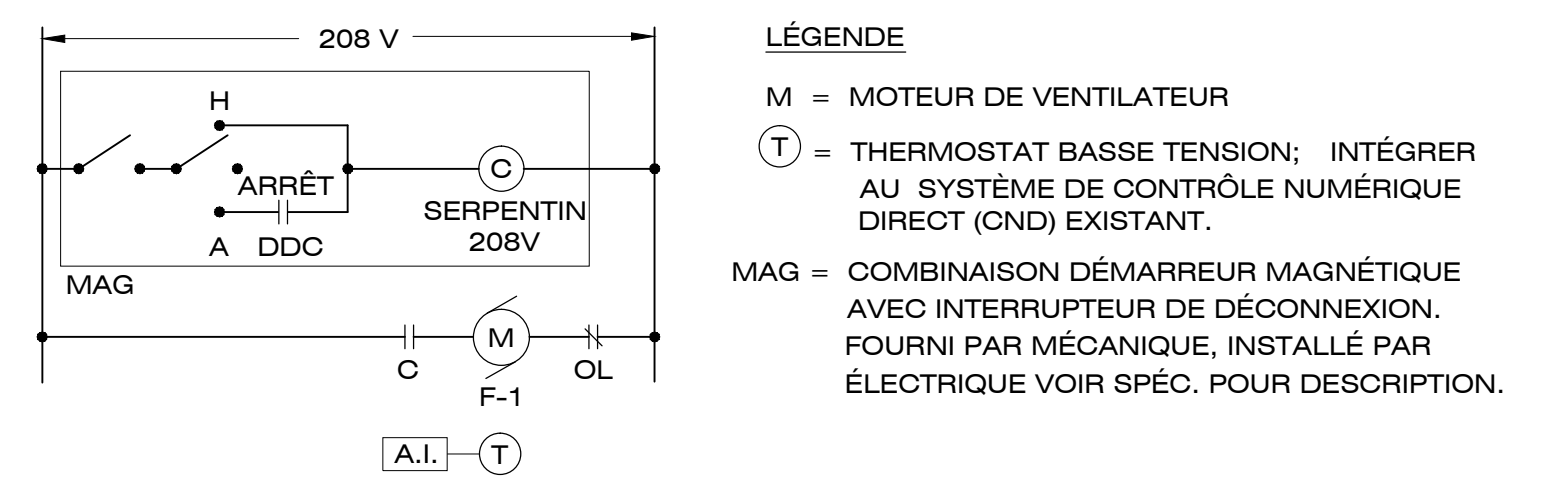 208 V
H
ARRÊT
C
SERPENTIN
208V
A DDC
MAG
C
M
OL
F-1
A.I.
T
LÉGENDE
M = MOTEUR DE VENTILATEUR
T = THERMOSTAT BASSE TENSION; INTÉGRER
AU SYSTÈME DE CONTRÔLE NUMÉRIQUE
DIRECT (CND) EXISTANT.
MAG = COMBINAISON DÉMARREUR MAGNÉTIQUE
AVEC INTERRUPTEUR DE DÉCONNEXION.
FOURNI PAR MÉCANIQUE, INSTALLÉ PAR
ÉLECTRIQUE VOIR SPÉC. POUR DESCRIPTION.